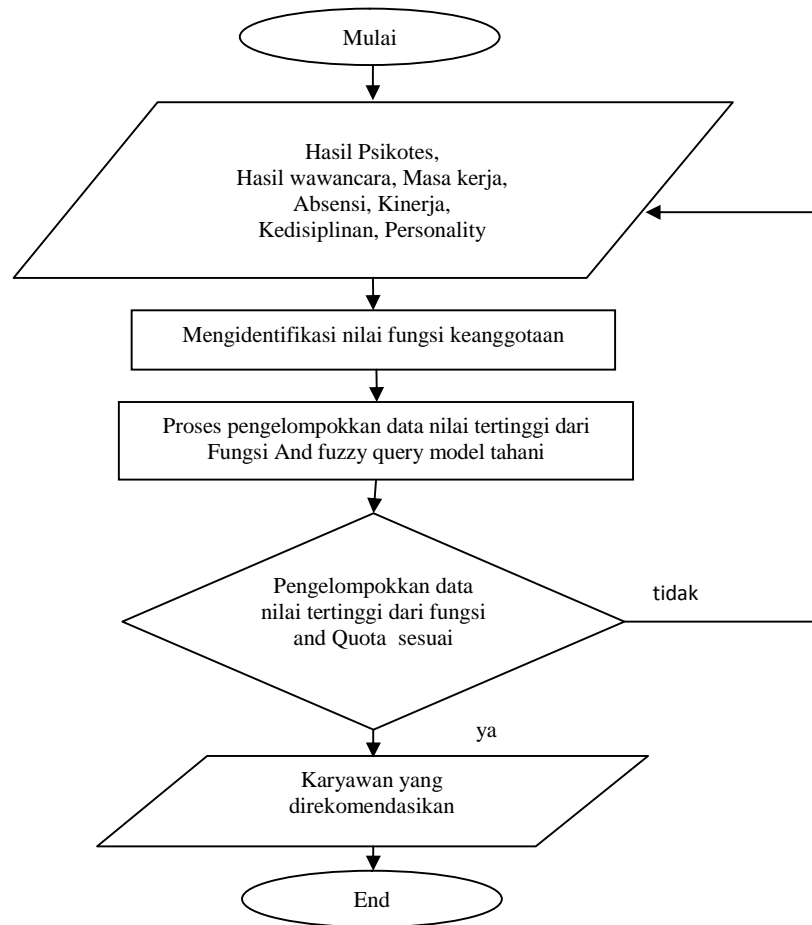 Mulai
Hasil Psikotes,
Hasil wawancara, Masa kerja,
Absensi, Kinerja,
Kedisiplinan, Personality
Mengidentifikasi nilai fungsi keanggotaan
Proses pengelompokkan data nilai tertinggi dari
Fungsi And fuzzy query model tahani
Pengelompokkan data
nilai tertinggi dari fungsi
and Quota sesuai
tidak
ya
Karyawan yang
direkomendasikan
End